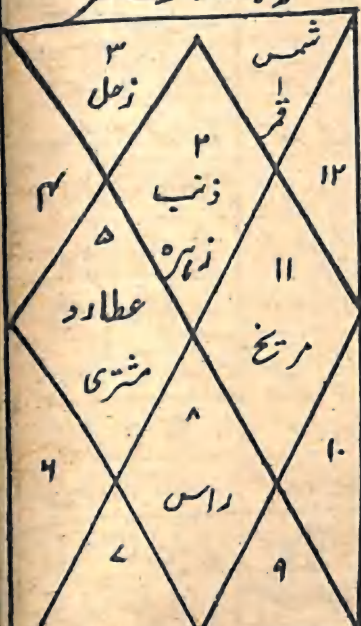 شمس
۳
زحل
۱
قمر
۲
ذنب
زہرہ
۱۲
۴
۵
عطارد
مشتری
۱۱
مریخ
۸
راس
۱۰
۶
۷
۹